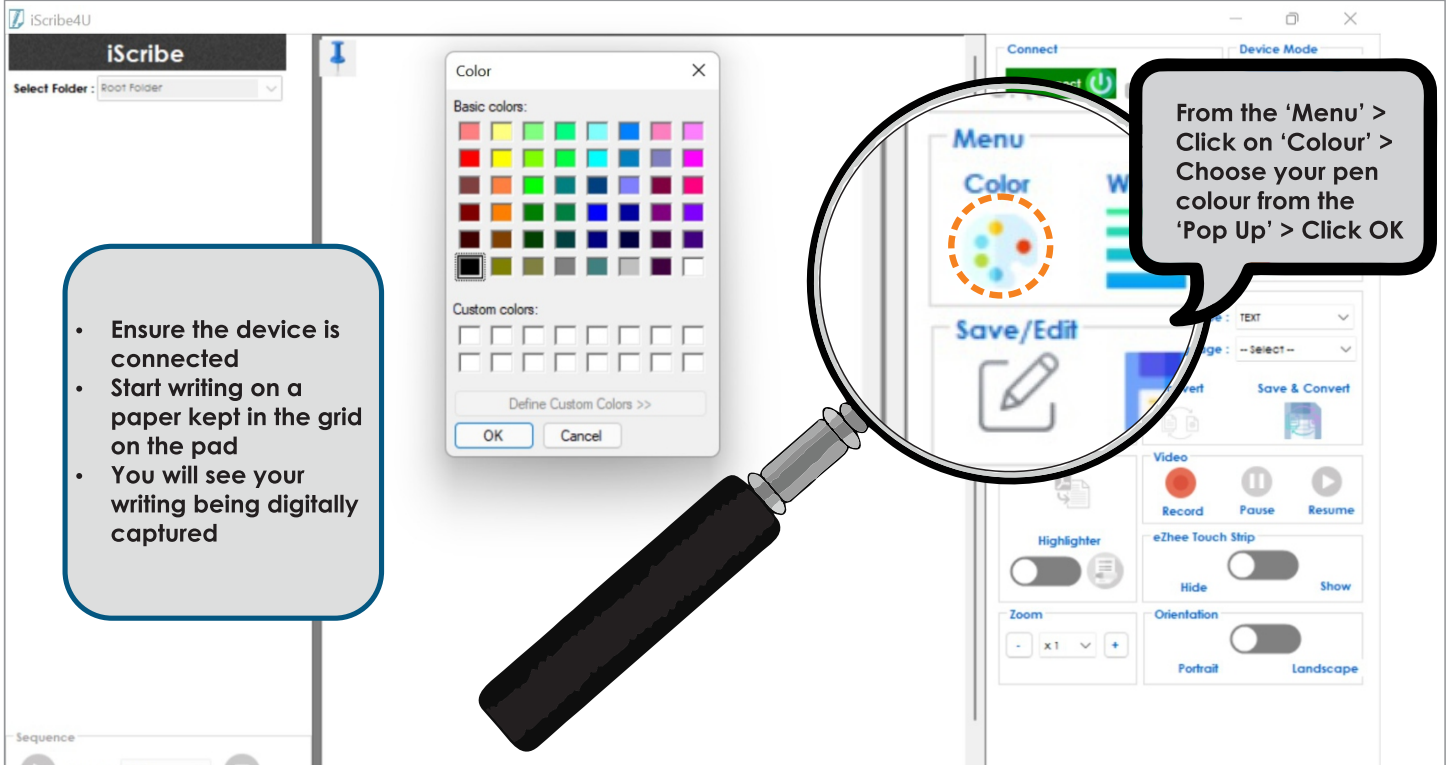 iScribe4U
iScribe
Select Folder : Root Folder
Color
Basic colors:
Custom colors:
Define Custom Colors >>
OK Cancel
• Ensure the device is
connected
• Start writing on a
paper kept in the grid
on the pad
• You will see your
writing being digitally
captured
Connect
Device Mode
Menu
Color
Save/Edit
From the ‘Menu’ >
Click on ‘Colour’ >
Choose your pen
colour from the
‘Pop Up’ > Click OK
: TEXT
: -- Select --
Save & Convert
Video
Record Pause Resume
Highlighter
eZhee Touch Strip
Hide Show
Zoom
- x 1 +
Orientation
Portrait Landscape
Sequence